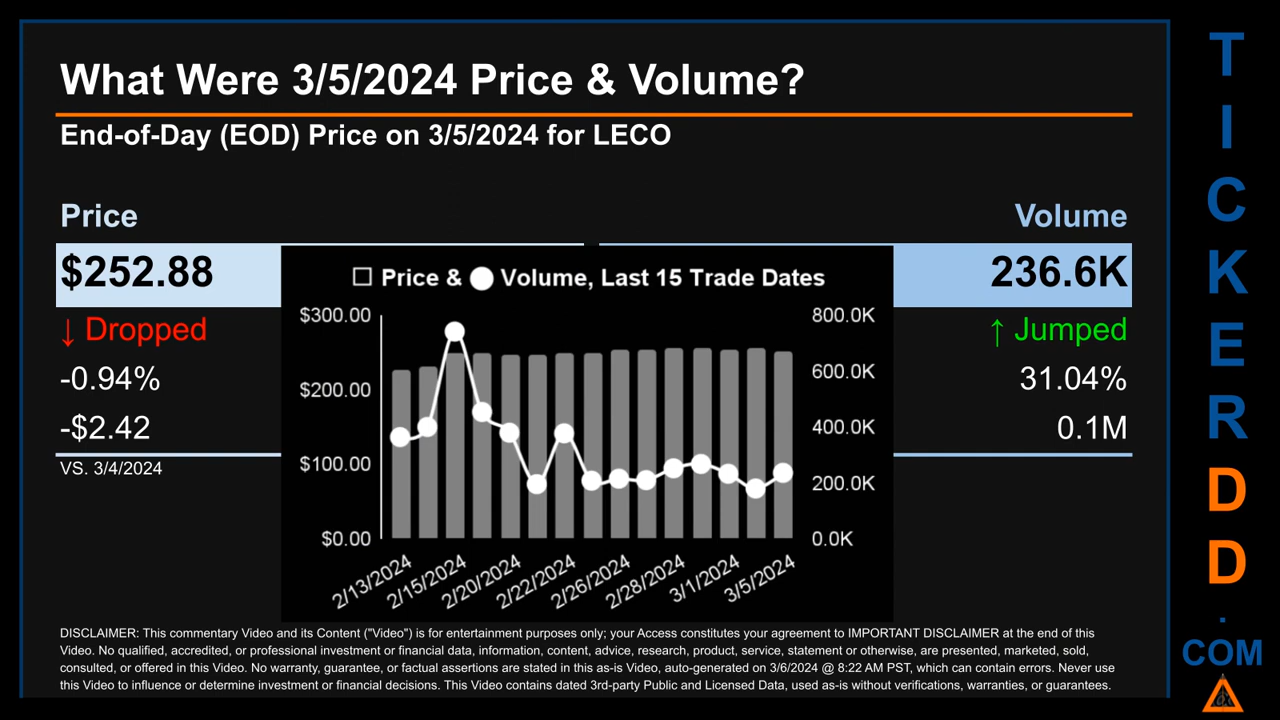 What Were 3/5/2024 Price & Volume?
End-of-Day (EOD) Price on 3/5/2024 for LECO
Price
Volume
$252.88
236.6K
↓ Dropped
↑ Jumped
-0.94%
31.04%
-$2.42
0.1M
VS. 3/4/2024
Price & Volume, Last 15 Trade Dates
$300.00
$200.00
$100.00
$0.00
800.0K
600.0K
400.0K
200.0K
0.0K
2/13/2024
2/15/2024
2/20/2024
2/22/2024
2/26/2024
2/28/2024
3/1/2024
3/5/2024
DISCLAIMER: This commentary Video and its Content ("Video") is for entertainment purposes only; your Access constitutes your agreement to IMPORTANT DISCLAIMER at the end of this
Video. No qualified, accredited, or professional investment or financial data, information, content, advice, research, product, service, statement or otherwise, are presented, marketed, sold,
consulted, or offered in this Video. No warranty, guarantee, or factual assertions are stated in this as-is Video, auto-generated on 3/6/2024 @ 8:22 AM PST, which can contain errors. Never use
this Video to influence or determine investment or financial decisions. This Video contains dated 3rd-party Public and Licensed Data, used as-is without verifications, warranties, or guarantees.
T
I
C
K
E
R
D
D
.
COM